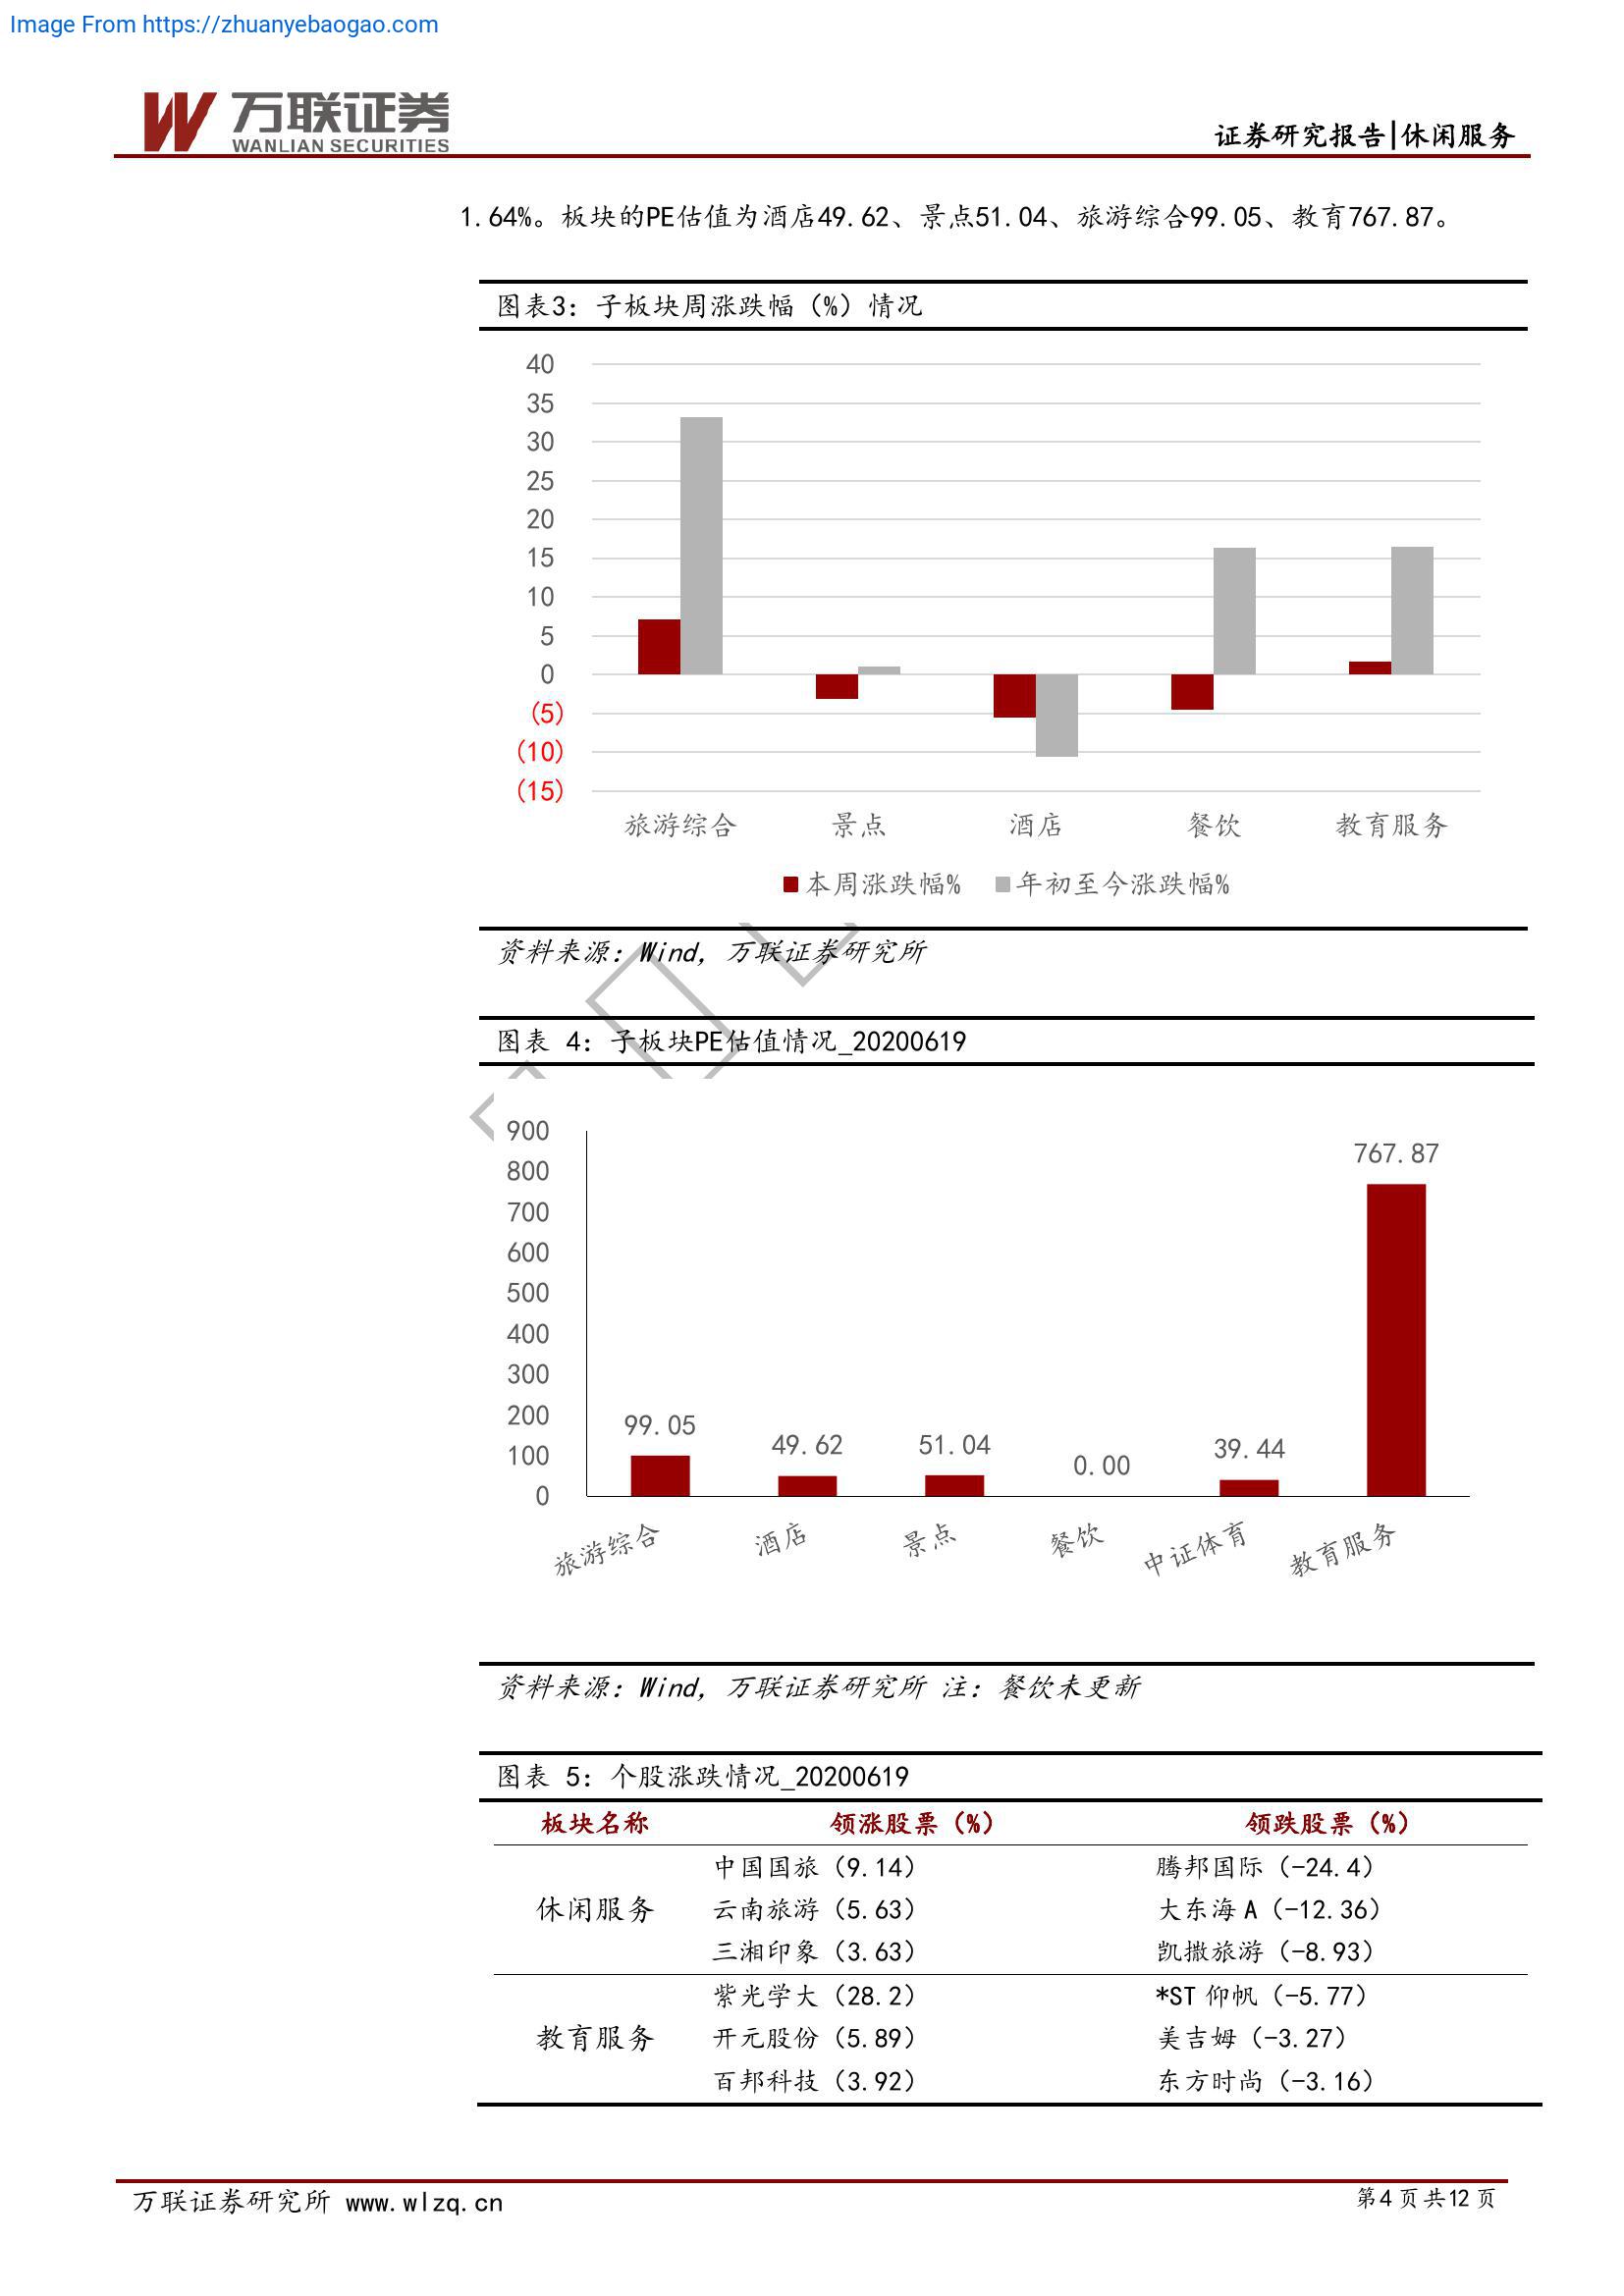 Image From https://zhuanyebaogao.com
万联证券
WANLIAN SECURITIES
证券研究报告|休闲服务
1.64%。板块的PE估值为酒店49.62、景点51.04、旅游综合99.05、教育767.87。
图表3：子板块周涨跌幅（%）情况
40
35
30
25
20
15
10
5
0
(5)
(10)
(15)
旅游综合 景点 酒店 餐饮 教育服务
本周涨跌幅% 年初至今涨跌幅%
资料来源：Wind，万联证券研究所
图表 4：子板块PE估值情况_20200619
900
800
700
600
500
400
300
200
100
0
99.05 49.62 51.04 0.00 39.44 767.87
旅游综合 酒店 景点 餐饮 中证体育 教育服务
资料来源：Wind，万联证券研究所 注：餐饮未更新
图表 5：个股涨跌情况_20200619
板块名称 领涨股票（%） 领跌股票（%）
中国国旅（9.14） 腾邦国际（-24.4）
休闲服务 云南旅游（5.63） 大东海 A（-12.36）
三湘印象（3.63） 凯撒旅游（-8.93）
紫光学大（28.2） *ST 仰帆（-5.77）
教育服务 开元股份（5.89） 美吉姆（-3.27）
百邦科技（3.92） 东方时尚（-3.16）
万联证券研究所 www.wlzq.cn 第4 页共12 页